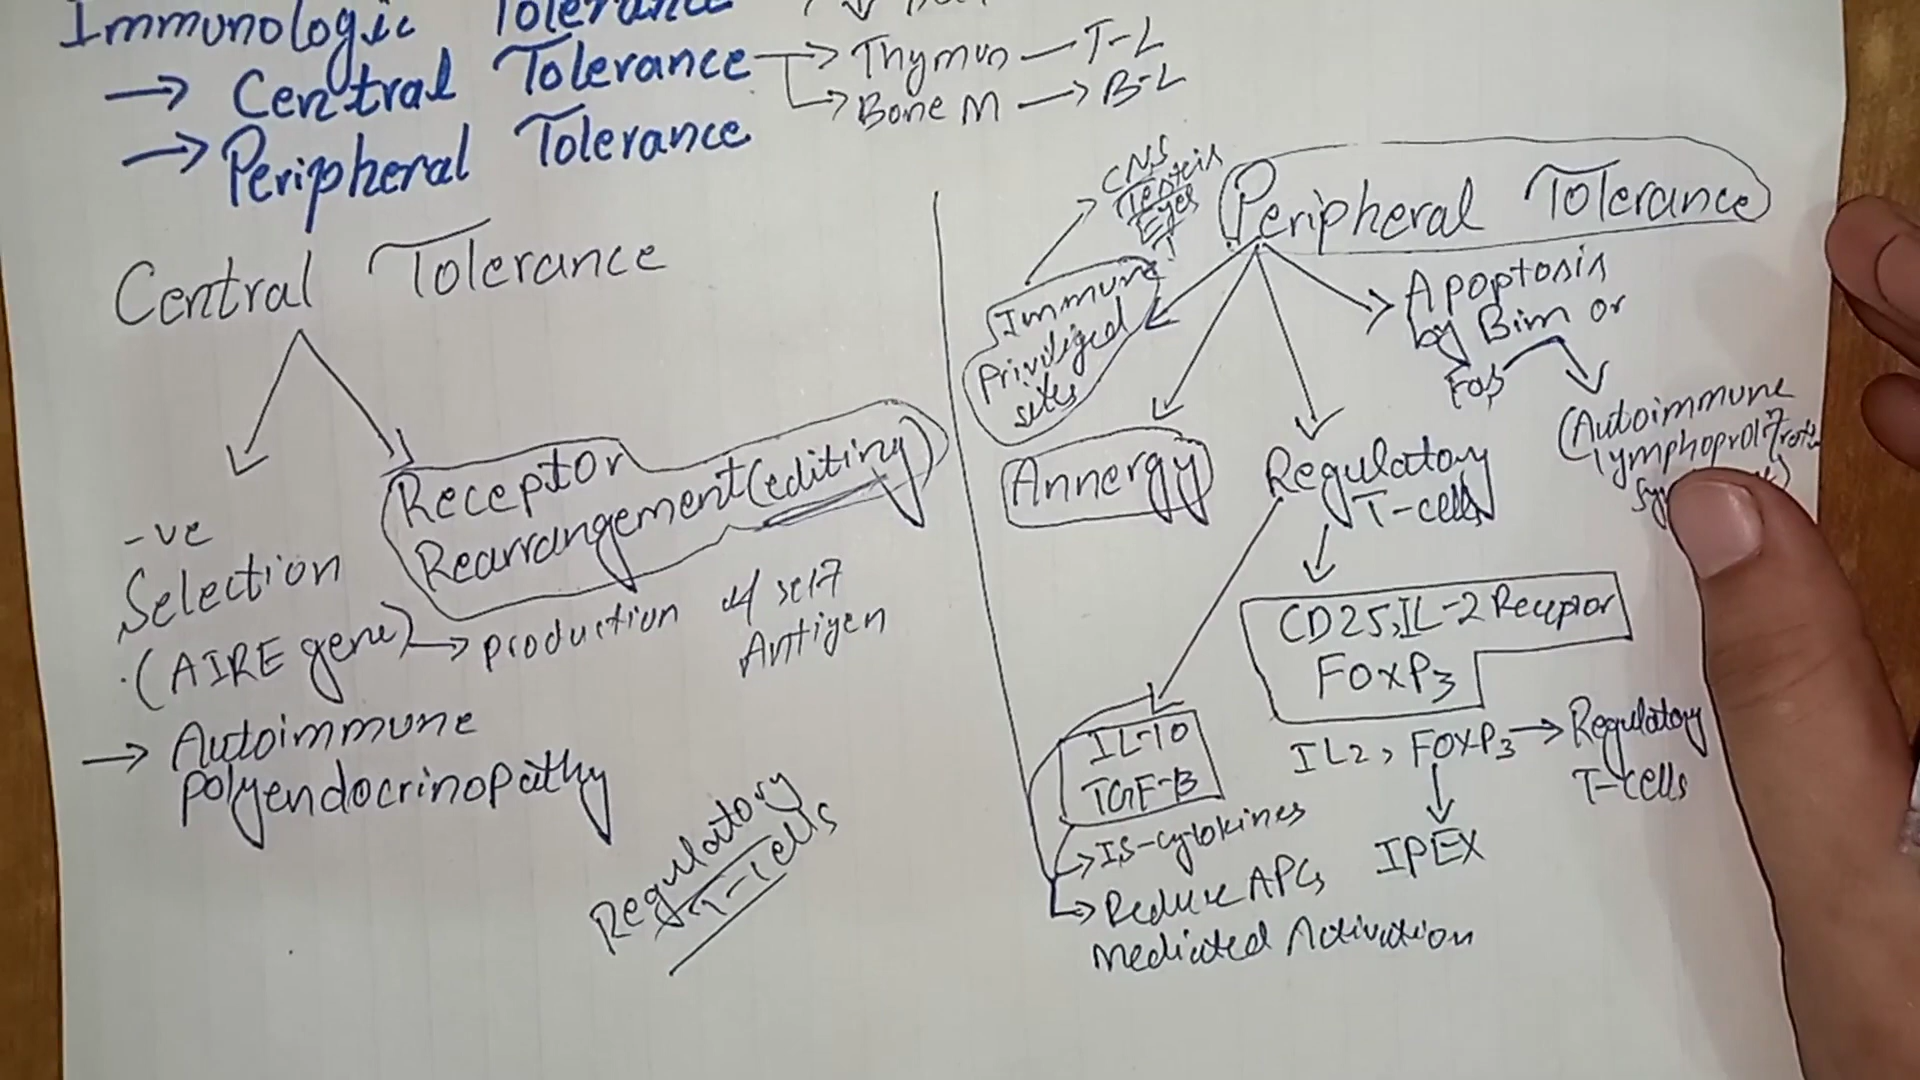 Immunologic Tolerance
→ Central Tolerance → Thymus — T-L
→ Bone M → B-L
→ Peripheral Tolerance
Central Tolerance
-ve
Selection
(AIRE gene) → production of self
Antigen
→ Autoimmune
polyendocrinopathy
Receptor
Rearrangement (editing)
Regulatory
T-cells
Peripheral Tolerance
CNS
Testis
Eyes
Immune
Priviliged
sites
Annergy
Regulatory
T-cells
Apoptosis
by Bim or
Fas
(Autoimmune
CD25, IL-2 Receptor
FOXP3
IL2, FOXP3 → Regulatory
T-cells
IPEX
IL-10
TGF-B
→ IS-cytokines
→ Reduce APCs
Mediated Activation